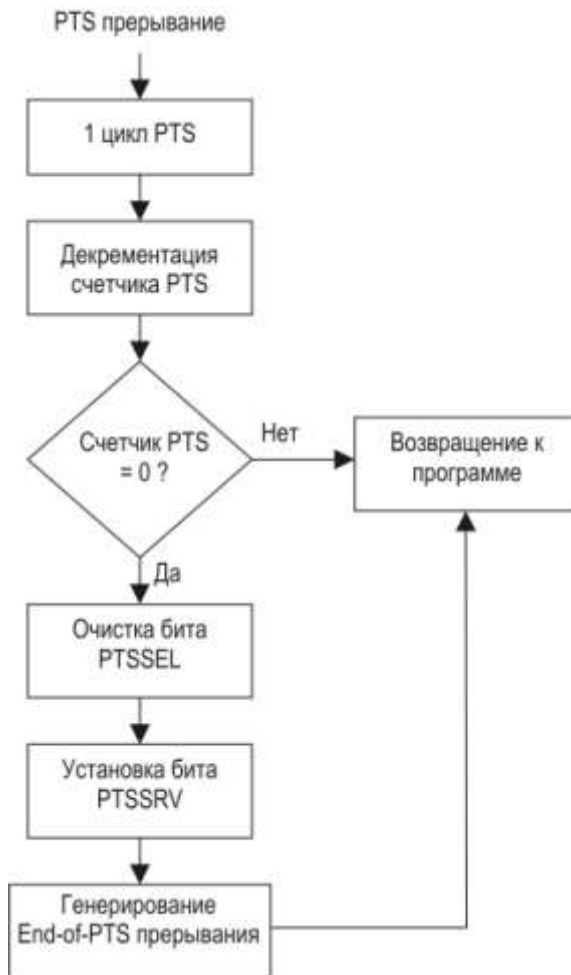 PTS прерывание
1 цикл PTS
Декрементация
счетчика PTS
Счетчик PTS
= 0 ?
Нет
Возвращение к
программе
Да
Очистка бита
PTSSEL
Установка бита
PTSSRV
Генерирование
End-of-PTS прерывания